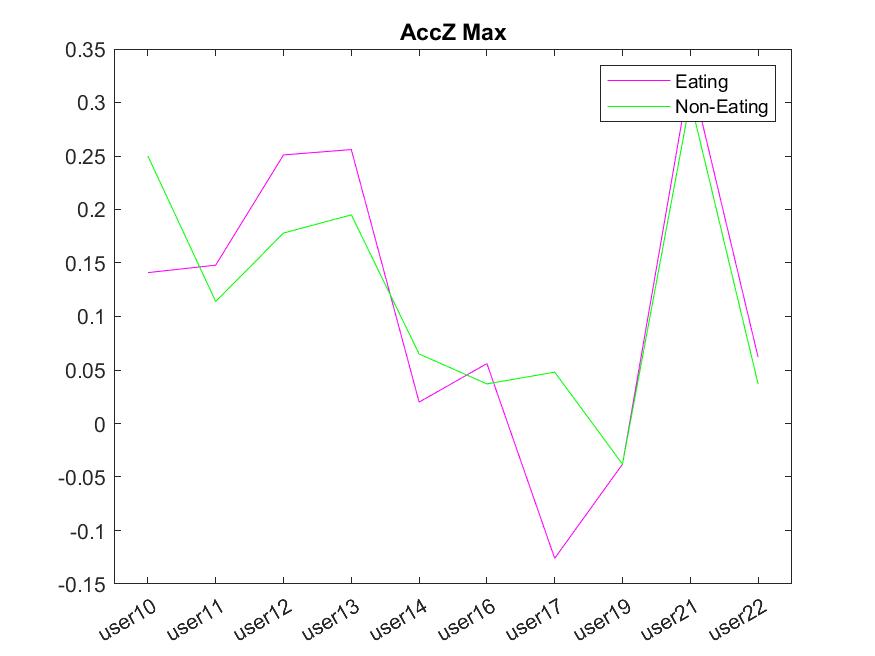 AccZ Max
0.35
0.3
0.25
0.2
0.15
0.1
0.05
0
-0.05
-0.1
-0.15
Eating
Non-Eating
user10
user11
user12
user13
user14
user16
user17
user19
user21
user22